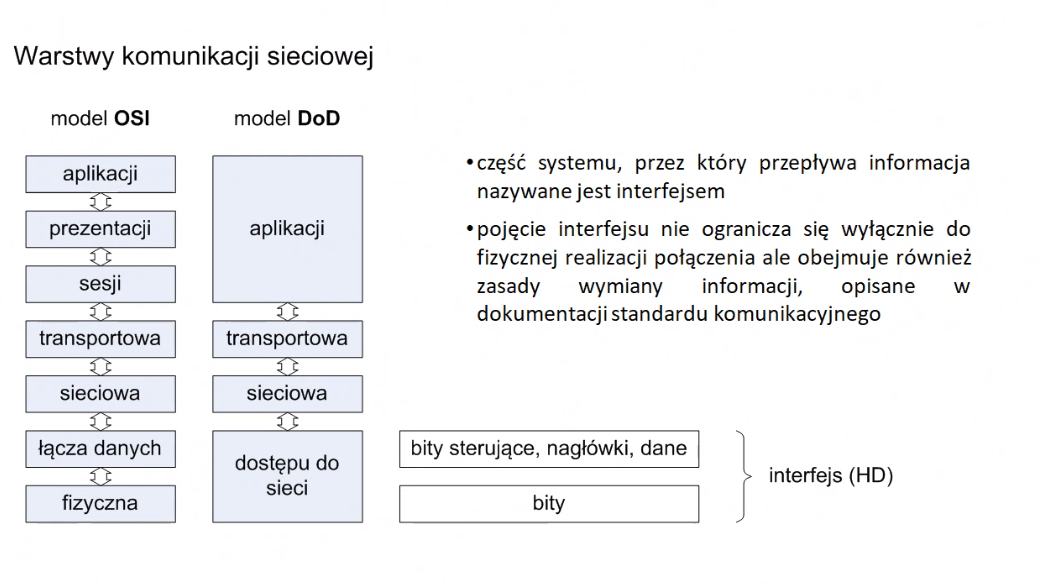 Warstwy komunikacji sieciowej
model OSI
model DoD
aplikacji
prezentacji
sesji
transportowa
sieciowa
łącza danych
fizyczna
aplikacji
transportowa
sieciowa
dostępu do
sieci
•część systemu, przez który przepływa informacja
nazywane jest interfejsem
•pojęcie interfejsu nie ogranicza się wyłącznie do
fizycznej realizacji połączenia ale obejmuje również
zasady wymiany informacji, opisane w
dokumentacji standardu komunikacyjnego
bity sterujące, nagłówki, dane
bity
interfejs (HD)